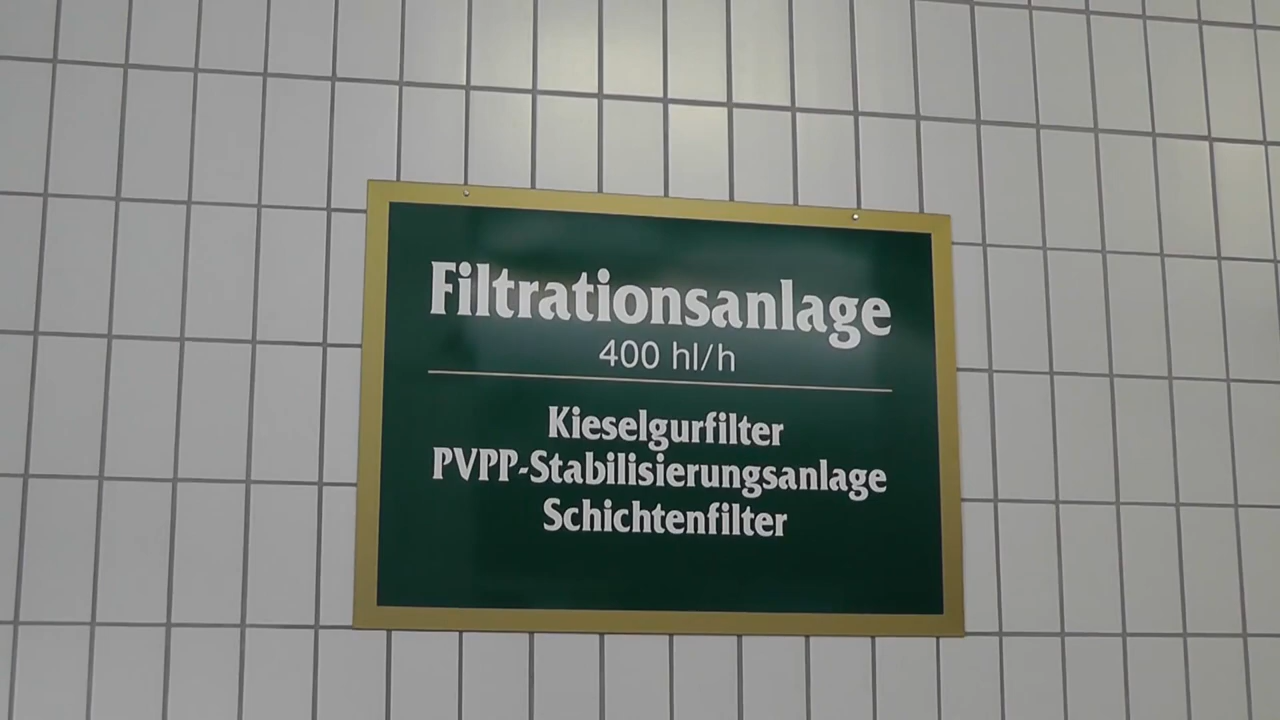 Filtrationsanlage
400 hl/h
Kieselgurfilter
PVPP-Stabilisierungsanlage
Schichtenfilter